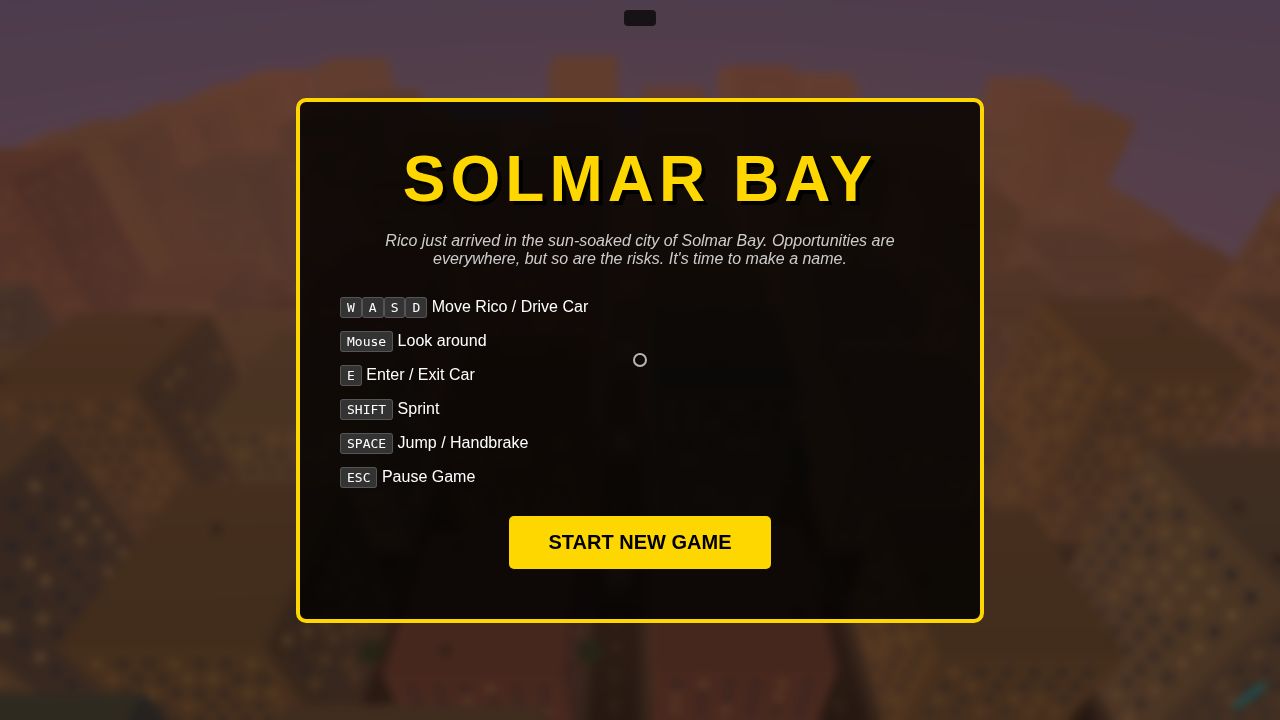 SOLMAR BAY
Rico just arrived in the sun-soaked city of Solmar Bay. Opportunities are
everywhere, but so are the risks. It's time to make a name.
W A S D Move Rico / Drive Car
Mouse Look around
E Enter / Exit Car
SHIFT Sprint
SPACE Jump / Handbrake
ESC Pause Game
START NEW GAME